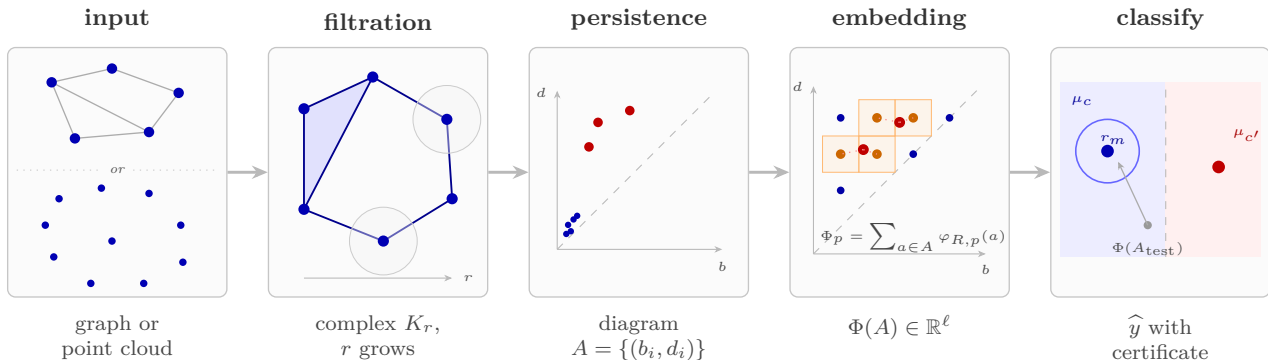 input
filtration
persistence
embedding
classify
or
r
d
b
d
Φ_p = ∑_{a∈A} φ_{R,p}(a)
b
μ_c
r_m
μ_{c′}
Φ(A_test)
graph or
point cloud
complex K_r,
r grows
diagram
A = {(b_i, d_i)}
Φ(A) ∈ ℝ^ℓ
ŷ with
certificate